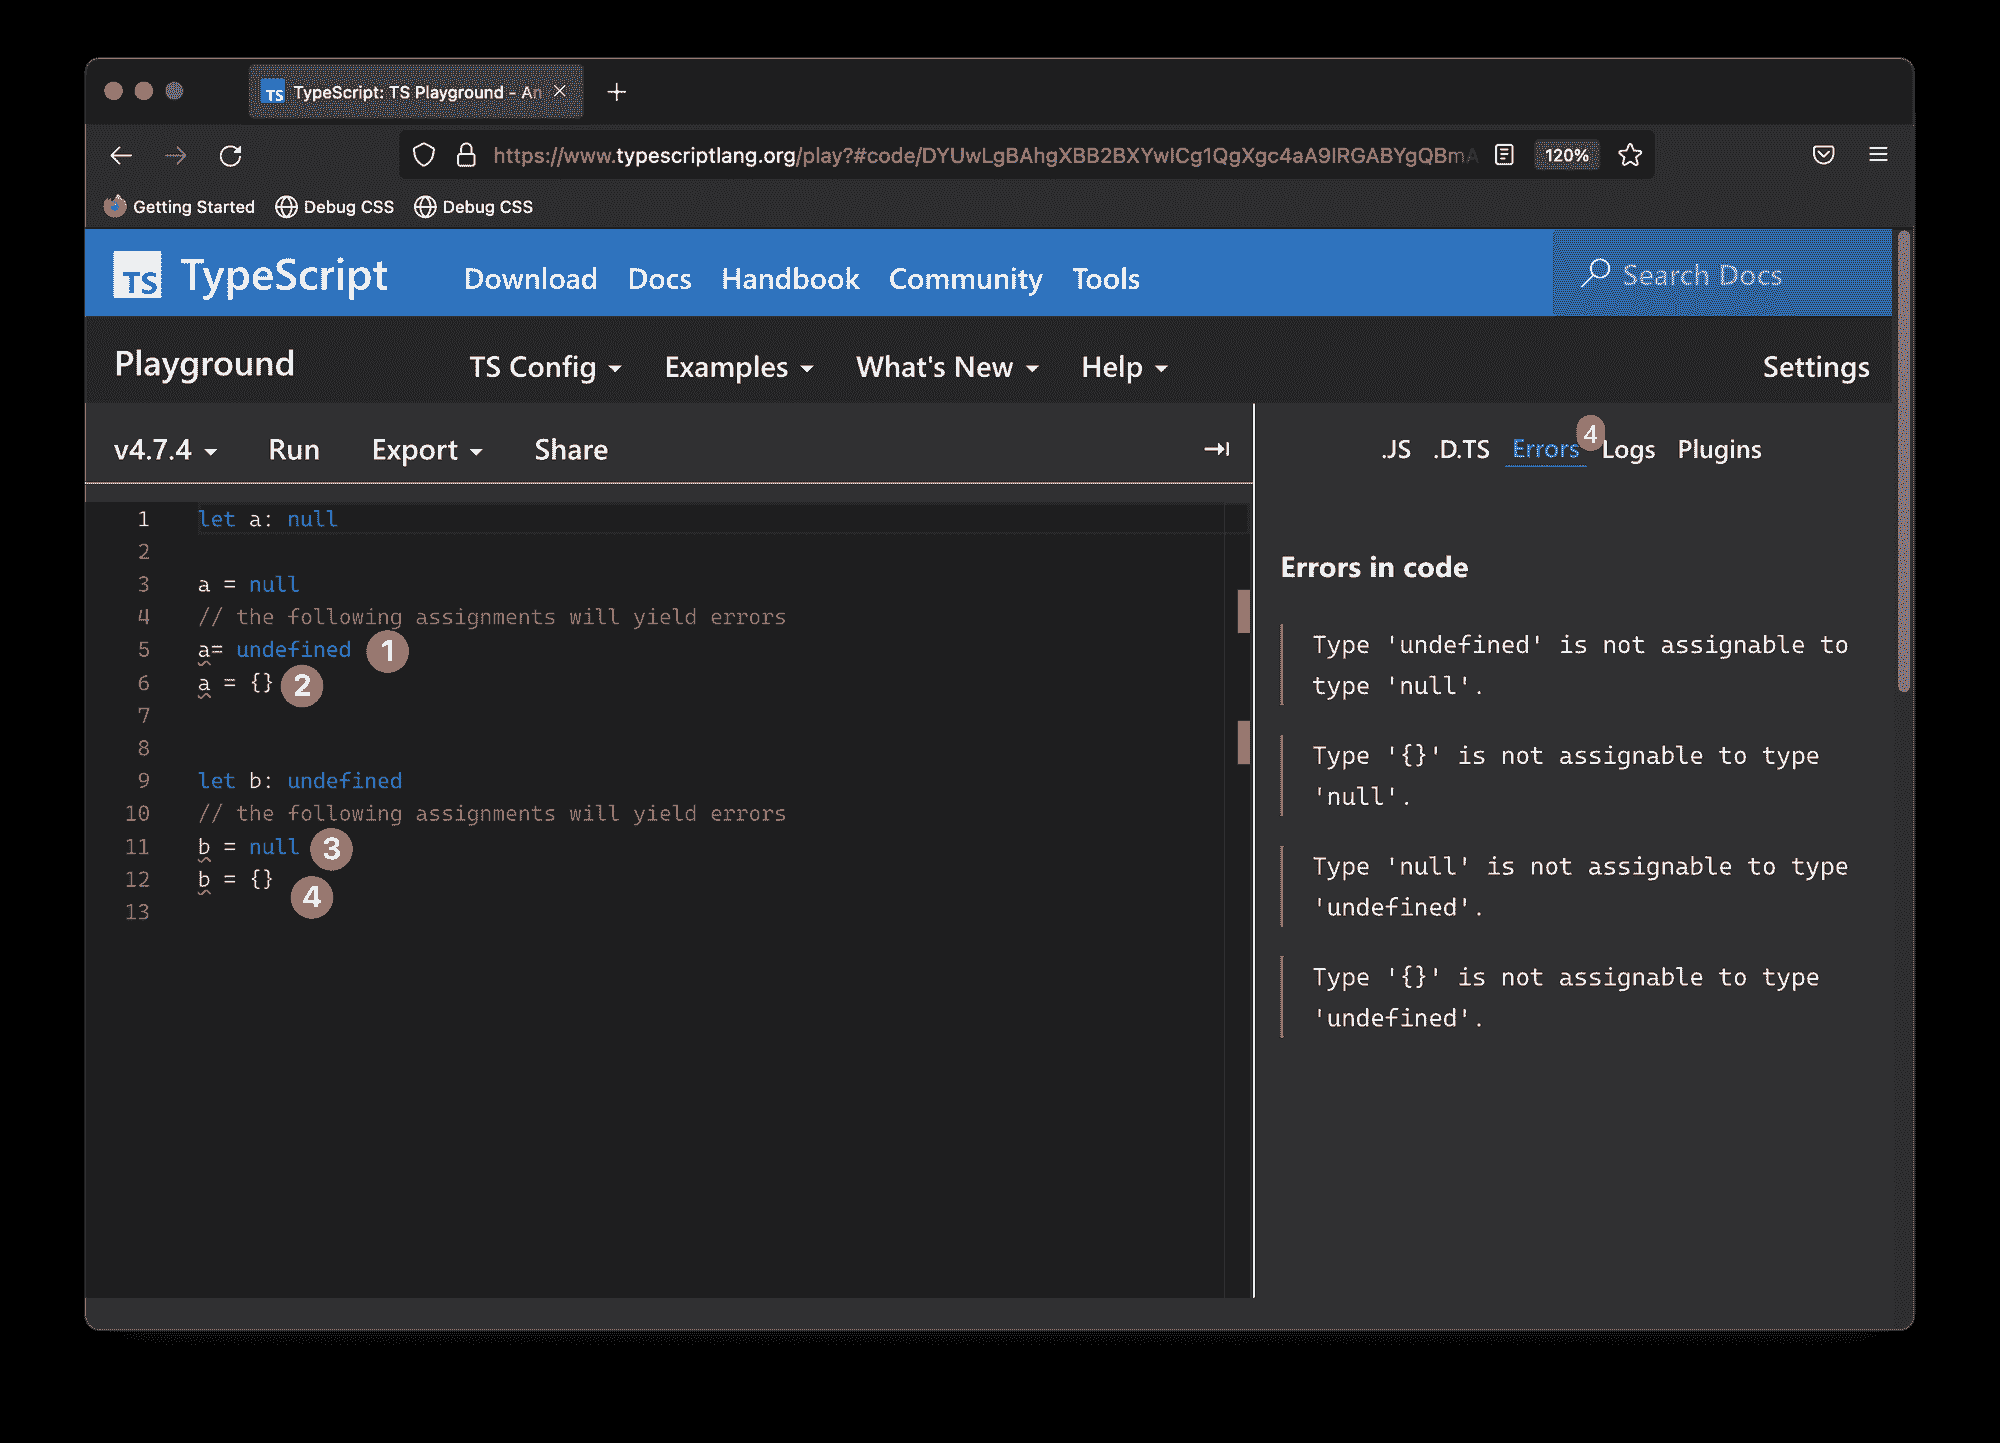 TS TypeScript: TS Playground - An
https://www.typescriptlang.org/play?#code/DYUwLgBAhgXBB2BXYwICg1QgXgc4aA9IRGABYgQBmA 120%
Getting Started Debug CSS Debug CSS
TS TypeScript Download Docs Handbook Community Tools Search Docs
Playground TS Config Examples What's New Help Settings
v4.7.4 Run Export Share
.JS .D.TS Errors 4 Logs Plugins
1 let a: null
2
3 a = null
4 // the following assignments will yield errors
5 a= undefined 1
6 a = {} 2
7
8
9 let b: undefined
10 // the following assignments will yield errors
11 b = null 3
12 b = {} 4
13
Errors in code
Type 'undefined' is not assignable to
type 'null'.
Type '{}' is not assignable to type
'null'.
Type 'null' is not assignable to type
'undefined'.
Type '{}' is not assignable to type
'undefined'.